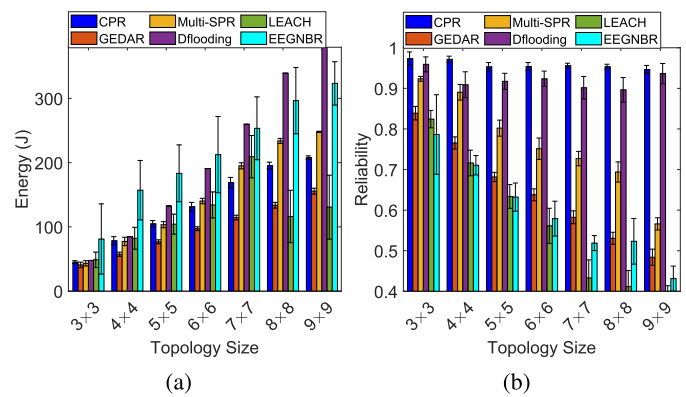 CPR Multi-SPR LEACH
GEDAR Dflooding EEGNBR
Energy (J)
300
200
100
0
3×3 4×4 5×5 6×6 7×7 8×8 9×9
Topology Size
(a)
CPR Multi-SPR LEACH
GEDAR Dflooding EEGNBR
Reliability
1
0.9
0.8
0.7
0.6
0.5
0.4
3×3 4×4 5×5 6×6 7×7 8×8 9×9
Topology Size
(b)